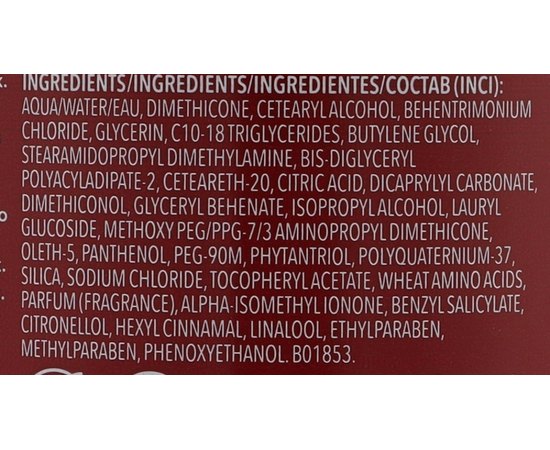 K. INGREDIENTS/INGREDIENTS/INGREDIENTES/СОСТАВ (INCI):
AQUA/WATER/EAU, DIMETHICONE, CETEARYL ALCOHOL, BEHENTRIMONIUM
CHLORIDE, GLYCERIN, C10-18 TRIGLYCERIDES, BUTYLENE GLYCOL,
STEARAMIDOPROPYL DIMETHYLAMINE, BIS-DIGLYCERYL
POLYACYLADIPATE-2, CETEARETH-20, CITRIC ACID, DICAPRYLYL CARBONATE,
DIMETHICONOL, GLYCERYL BEHENATE, ISOPROPYL ALCOHOL, LAURYL
GLUCOSIDE, METHOXY PEG/PPG-7/3 AMINOPROPYL DIMETHICONE,
OLETH-5, PANTHENOL, PEG-90M, PHYTANTRIOL, POLYQUATERNIUM-37,
SILICA, SODIUM CHLORIDE, TOCOPHERYL ACETATE, WHEAT AMINO ACIDS,
PARFUM (FRAGRANCE), ALPHA-ISOMETHYL IONONE, BENZYL SALICYLATE,
CITRONELLOL, HEXYL CINNAMAL, LINALOOL, ETHYLPARABEN,
METHYLPARABEN, PHENOXYETHANOL. B01853.